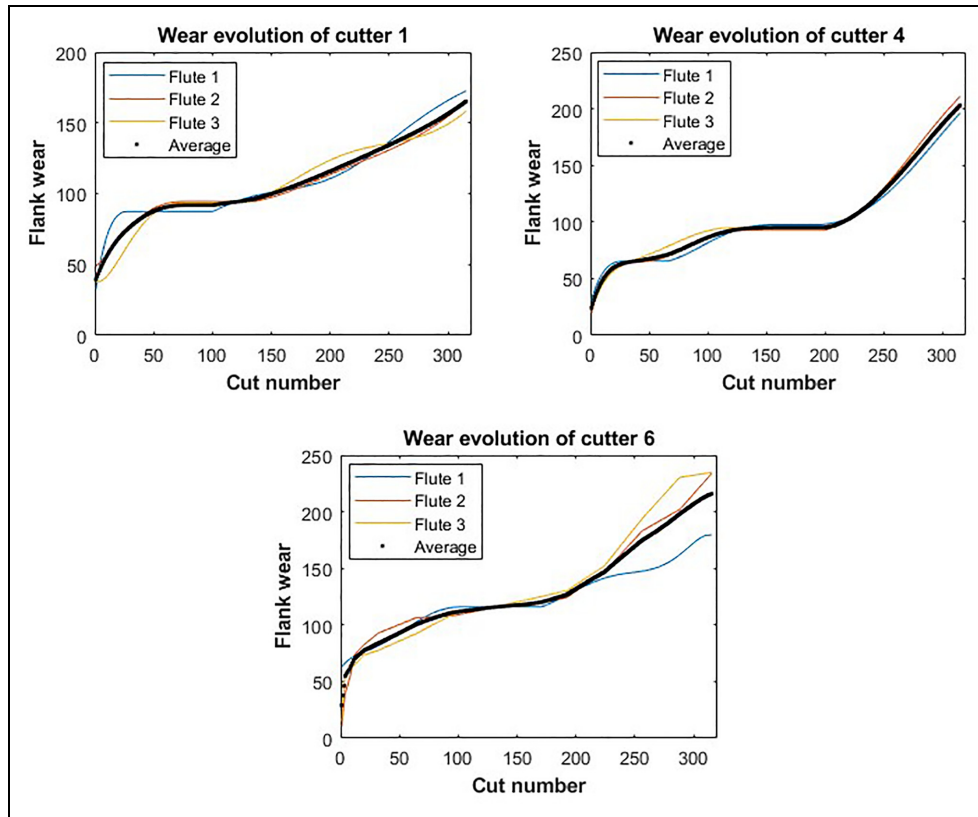 Wear evolution of cutter 1
200
150
100
50
0
Flank wear
Flute 1
Flute 2
Flute 3
Average
0 50 100 150 200 250 300
Cut number
Wear evolution of cutter 4
250
200
150
100
50
0
Flank wear
Flute 1
Flute 2
Flute 3
Average
0 50 100 150 200 250 300
Cut number
Wear evolution of cutter 6
250
200
150
100
50
0
Flank wear
Flute 1
Flute 2
Flute 3
Average
0 50 100 150 200 250 300
Cut number